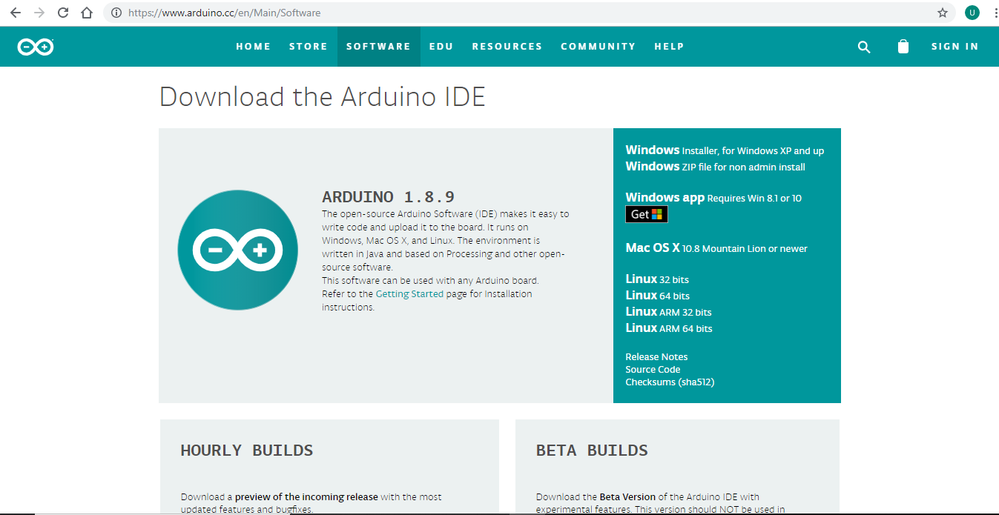 https://www.arduino.cc/en/Main/Software
U
HOME STORE SOFTWARE EDU RESOURCES COMMUNITY HELP SIGN IN
Download the Arduino IDE
ARDUINO 1.8.9
The open-source Arduino Software (IDE) makes it easy to
write code and upload it to the board. It runs on
Windows, Mac OS X, and Linux. The environment is
written in Java and based on Processing and other open-
source software.
This software can be used with any Arduino board.
Refer to the Getting Started page for Installation
instructions.
Windows Installer, for Windows XP and up
Windows ZIP file for non admin install
Windows app Requires Win 8.1 or 10
Get
Mac OS X 10.8 Mountain Lion or newer
Linux 32 bits
Linux 64 bits
Linux ARM 32 bits
Linux ARM 64 bits
Release Notes
Source Code
Checksums (sha512)
HOURLY BUILDS
Download a preview of the incoming release with the most
updated features and bugfixes.
BETA BUILDS
Download the Beta Version of the Arduino IDE with
experimental features. This version should NOT be used in